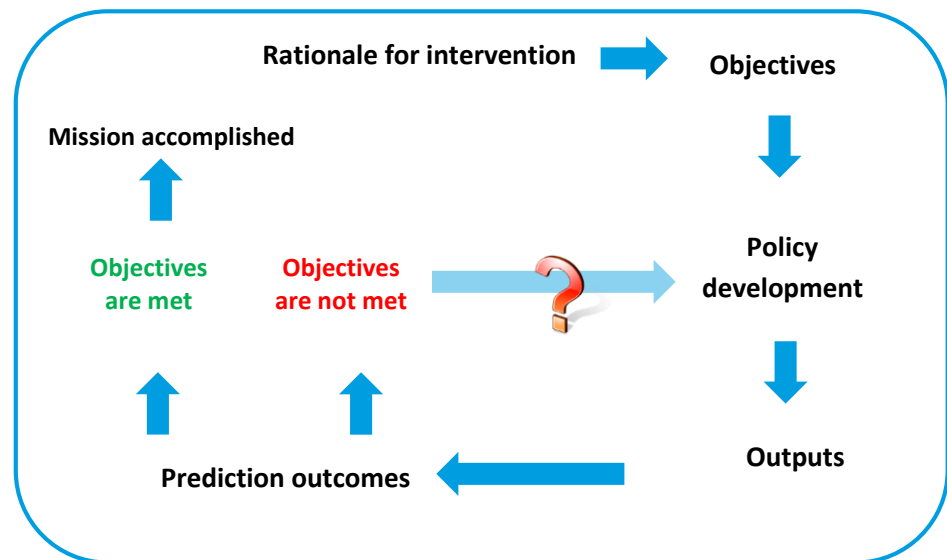 Rationale for intervention
Objectives
Mission accomplished
Objectives
are met
Objectives
are not met
?
Policy
development
Outputs
Prediction outcomes